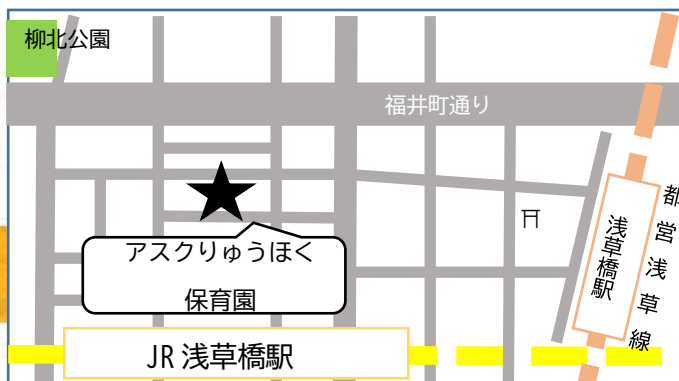 柳北公園
福井町通り
アスクりゅうほく
保育園
浅草橋駅
都営浅草線
JR 浅草橋駅